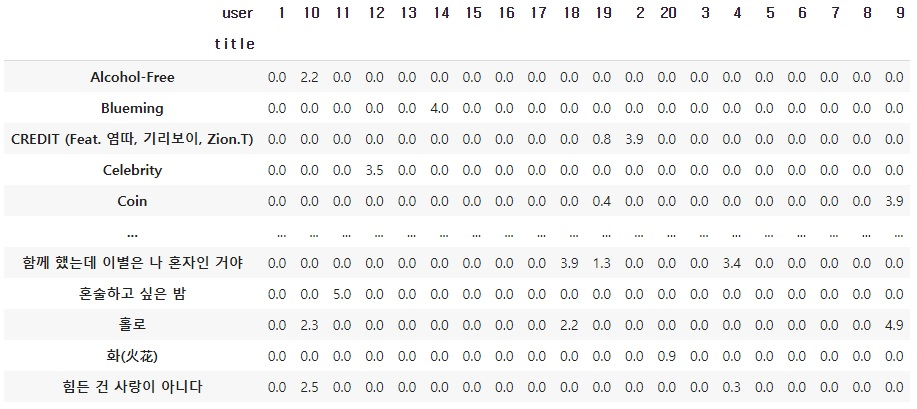 user 1 10 11 12 13 14 15 16 17 18 19 2 20 3 4 5 6 7 8 9
title
Alcohol-Free 0.0 2.2 0.0 0.0 0.0 0.0 0.0 0.0 0.0 0.0 0.0 0.0 0.0 0.0 0.0 0.0 0.0 0.0 0.0 0.0
Blueming 0.0 0.0 0.0 0.0 0.0 4.0 0.0 0.0 0.0 0.0 0.0 0.0 0.0 0.0 0.0 0.0 0.0 0.0 0.0 0.0
CREDIT (Feat. 염따, 기리보이, Zion.T) 0.0 0.0 0.0 0.0 0.0 0.0 0.0 0.0 0.0 0.0 0.8 3.9 0.0 0.0 0.0 0.0 0.0 0.0 0.0 0.0
Celebrity 0.0 0.0 0.0 3.5 0.0 0.0 0.0 0.0 0.0 0.0 0.0 0.0 0.0 0.0 0.0 0.0 0.0 0.0 0.0 0.0
Coin 0.0 0.0 0.0 0.0 0.0 0.0 0.0 0.0 0.0 0.0 0.4 0.0 0.0 0.0 0.0 0.0 0.0 0.0 0.0 3.9
... ... ... ... ... ... ... ... ... ... ... ... ... ... ... ... ... ... ... ... ...
함께 했는데 이별은 나 혼자인 거야 0.0 0.0 0.0 0.0 0.0 0.0 0.0 0.0 0.0 3.9 1.3 0.0 0.0 0.0 3.4 0.0 0.0 0.0 0.0 0.0
혼술하고 싶은 밤 0.0 0.0 5.0 0.0 0.0 0.0 0.0 0.0 0.0 0.0 0.0 0.0 0.0 0.0 0.0 0.0 0.0 0.0 0.0 0.0
홀로 0.0 2.3 0.0 0.0 0.0 0.0 0.0 0.0 0.0 2.2 0.0 0.0 0.0 0.0 0.0 0.0 0.0 0.0 0.0 4.9
화(火花) 0.0 0.0 0.0 0.0 0.0 0.0 0.0 0.0 0.0 0.0 0.0 0.0 0.9 0.0 0.0 0.0 0.0 0.0 0.0 0.0
힘든 건 사랑이 아니다 0.0 2.5 0.0 0.0 0.0 0.0 0.0 0.0 0.0 0.0 0.0 0.0 0.0 0.0 0.3 0.0 0.0 0.0 0.0 0.0